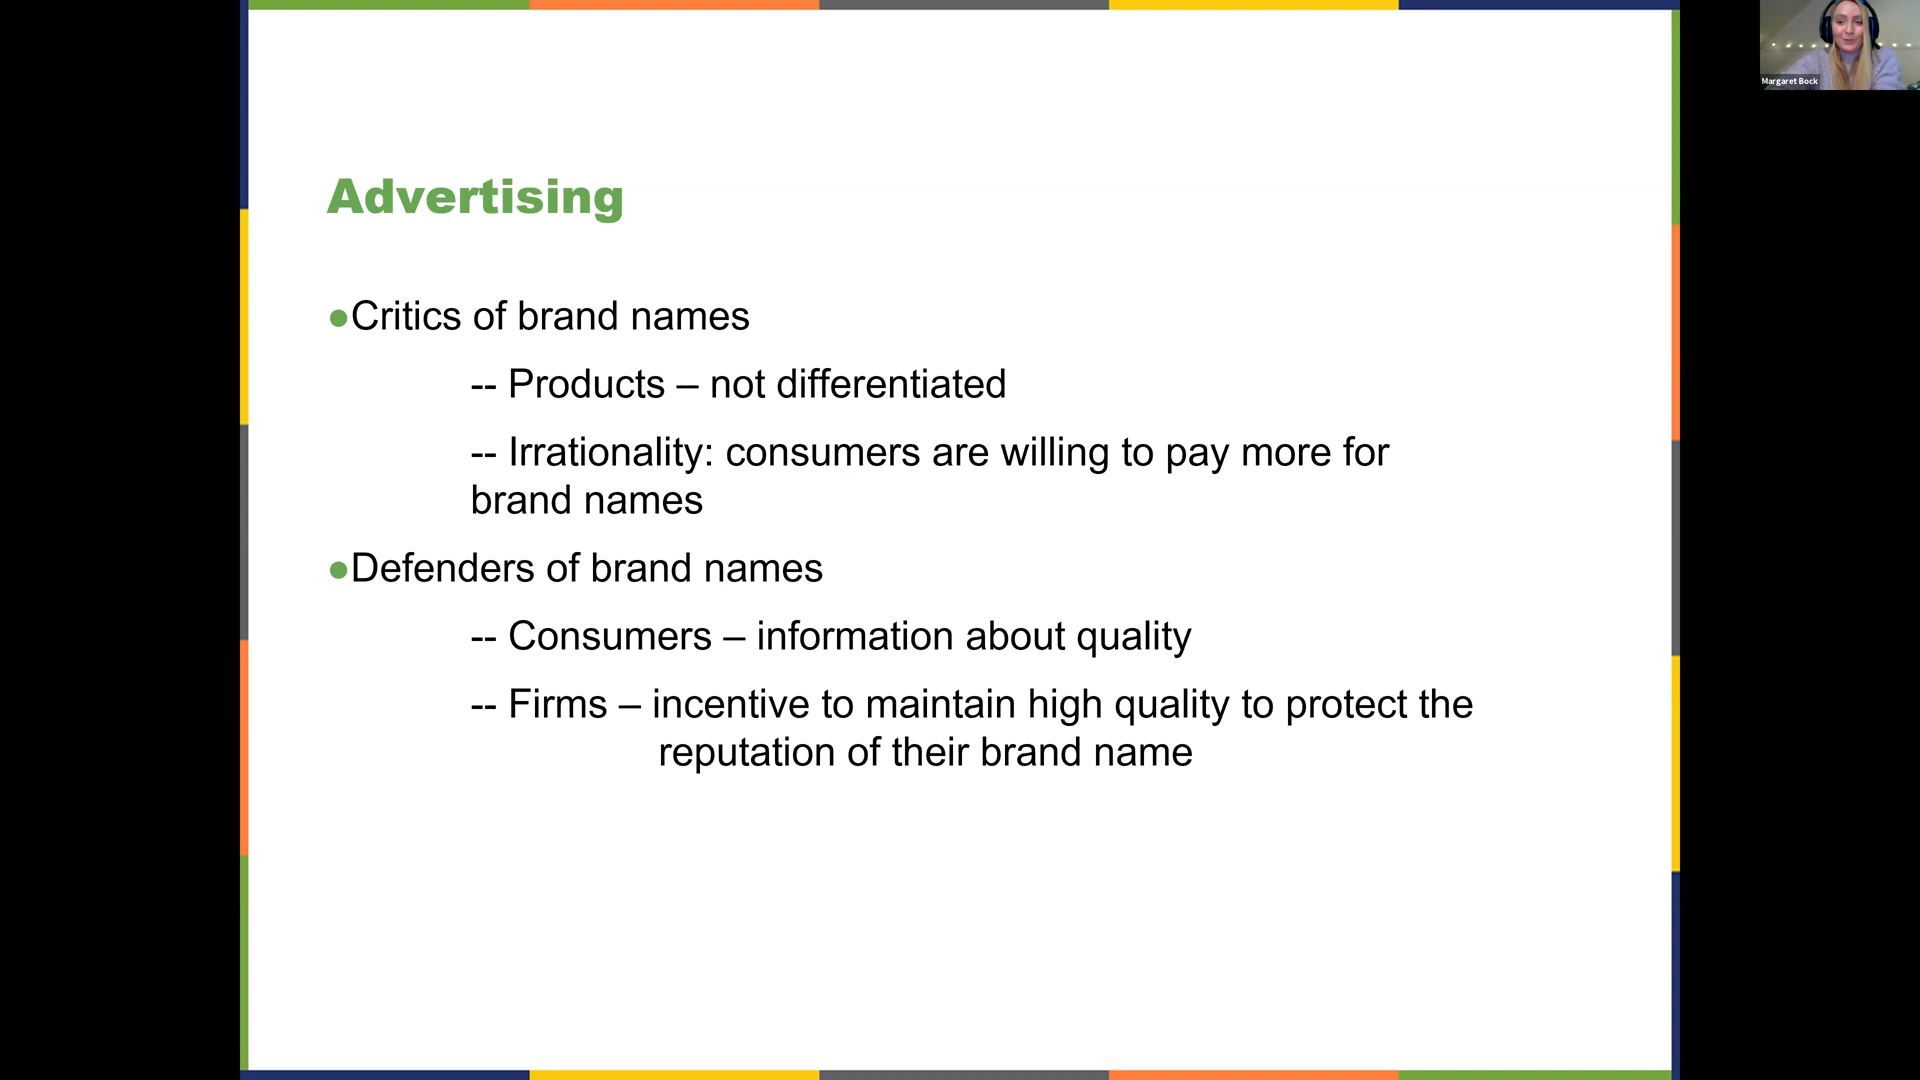 Margaret Bock
Advertising
●Critics of brand names
-- Products – not differentiated
-- Irrationality: consumers are willing to pay more for
brand names
●Defenders of brand names
-- Consumers – information about quality
-- Firms – incentive to maintain high quality to protect the
reputation of their brand name